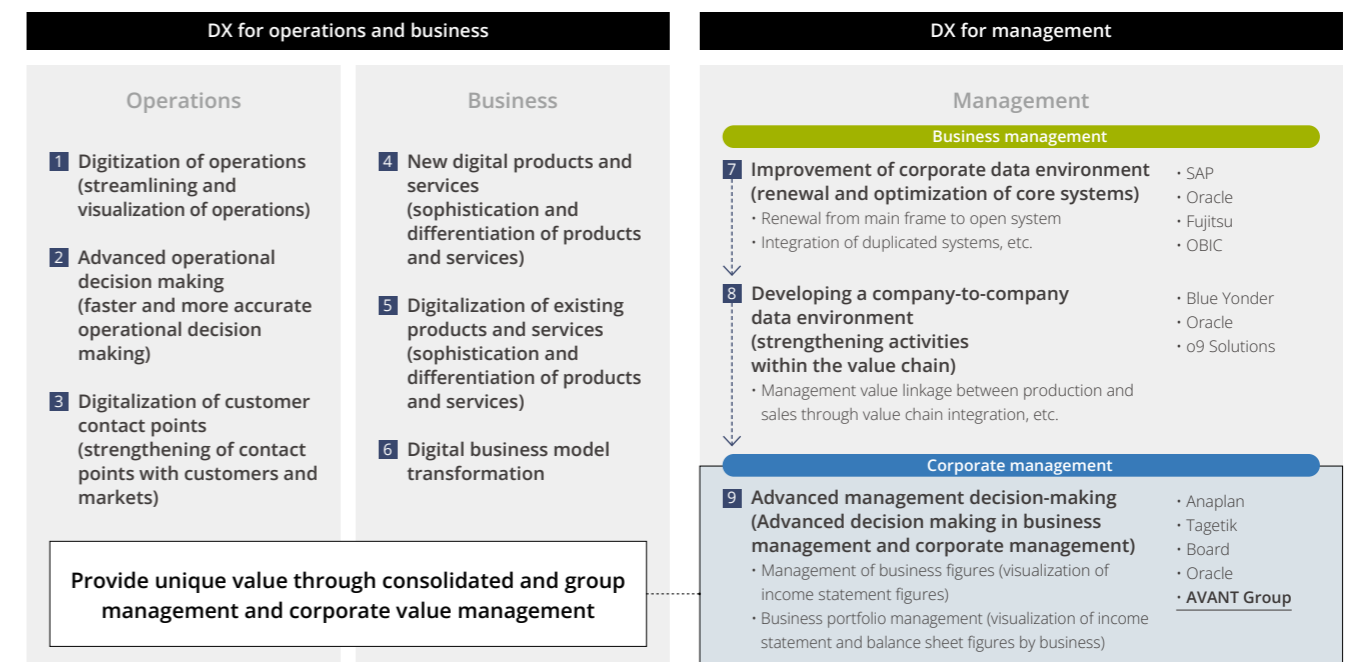 DX for operations and business
Operations
1 Digitization of operations
(streamlining and
visualization of operations)
2 Advanced operational
decision making
(faster and more accurate
operational decision
making)
3 Digitalization of customer
contact points
(strengthening of contact
points with customers and
markets)
Business
4 New digital products and
services
(sophistication and
differentiation of products
and services)
5 Digitalization of existing
products and services
(sophistication and
differentiation of products
and services)
6 Digital business model
transformation
Provide unique value through consolidated and group
management and corporate value management
DX for management
Management
Business management
7 Improvement of corporate data environment
(renewal and optimization of core systems)
・Renewal from main frame to open system
・Integration of duplicated systems, etc.
・SAP
・Oracle
・Fujitsu
・OBIC
8 Developing a company-to-company
data environment
(strengthening activities
within the value chain)
・Management value linkage between production and
sales through value chain integration, etc.
・Blue Yonder
・Oracle
・o9 Solutions
Corporate management
9 Advanced management decision-making
(Advanced decision making in business
management and corporate management)
・Management of business figures (visualization of
income statement figures)
・Business portfolio management (visualization of income
statement and balance sheet figures by business)
・Anaplan
・Tagetik
・Board
・Oracle
・AVANT Group